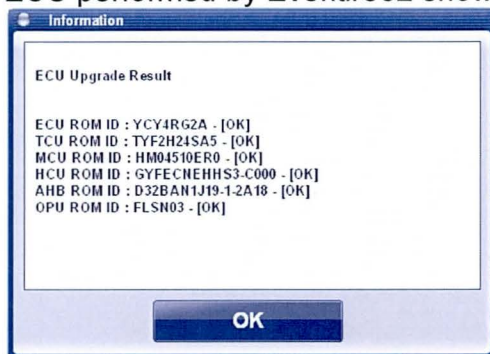 Information
ECU Upgrade Result
ECU ROM ID : YCY4RG2A - [OK]
TCU ROM ID : TYF2H24SA5 - [OK]
MCU ROM ID : HM04510ER0 - [OK]
HCU ROM ID : GYFECNEHHS3-C000 - [OK]
AHB ROM ID : D32BAN1J19-1-2A18 - [OK]
OPU ROM ID : FLSN03 - [OK]
OK